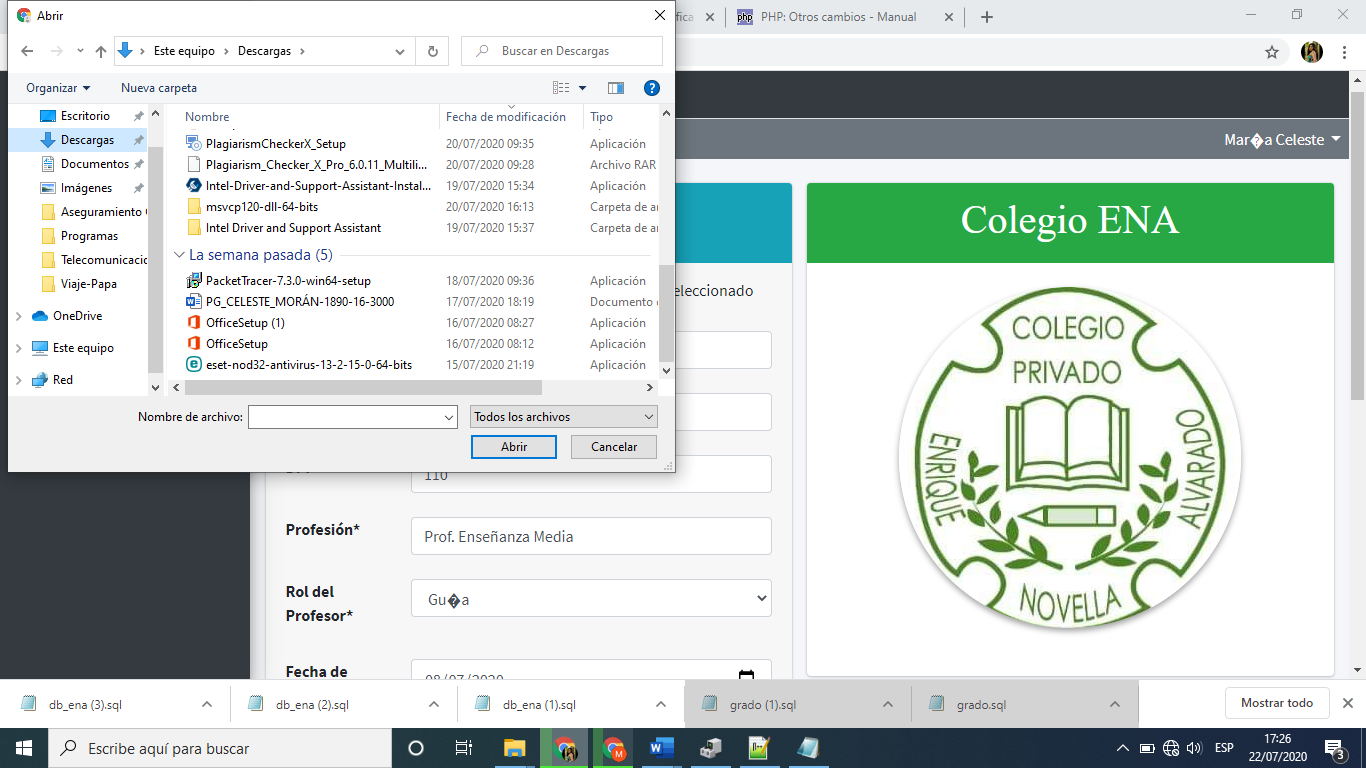 Abrir
ifica
PHP: Otros cambios - Manual
Este equipo
Descargas
Buscar en Descargas
Organizar
Nueva carpeta
Nombre
Fecha de modificación
Tipo
Escritorio
Descargas
Documentos
Imágenes
Aseguramiento
Programas
Telecomunicacio
Viaje-Papa
OneDrive
Este equipo
Red
PlagiarismCheckerX_Setup 20/07/2020 09:35 Aplicación
Plagiarism_Checker_X_Pro_6.0.11_Multili... 20/07/2020 09:28 Archivo RAR
Intel-Driver-and-Support-Assistant-Instal... 19/07/2020 15:34 Aplicación
msvcp120-dll-64-bits 20/07/2020 16:13 Carpeta de ar
Intel Driver and Support Assistant 19/07/2020 15:37 Carpeta de ar
La semana pasada (5)
PacketTracer-7.3.0-win64-setup 18/07/2020 09:36 Aplicación
PG_CELESTE_MORÁN-1890-16-3000 17/07/2020 18:19 Documento
OfficeSetup (1) 16/07/2020 08:27 Aplicación
OfficeSetup 16/07/2020 08:12 Aplicación
eset-nod32-antivirus-13-2-15-0-64-bits 15/07/2020 21:19 Aplicación
Nombre de archivo:
Todos los archivos
Abrir
Cancelar
Mar�a Celeste
Colegio ENA
eleccionado
COLEGIO
PRIVADO
ENRIQUE
ALVARADO
NOVELLA
110
Profesión*
Prof. Enseñanza Media
Rol del
Profesor*
Gu�a
Fecha de
08/07/2020
db_ena (3).sql
db_ena (2).sql
db_ena (1).sql
grado (1).sql
grado.sql
Mostrar todo
Escribe aquí para buscar
ESP
17:26
22/07/2020
3